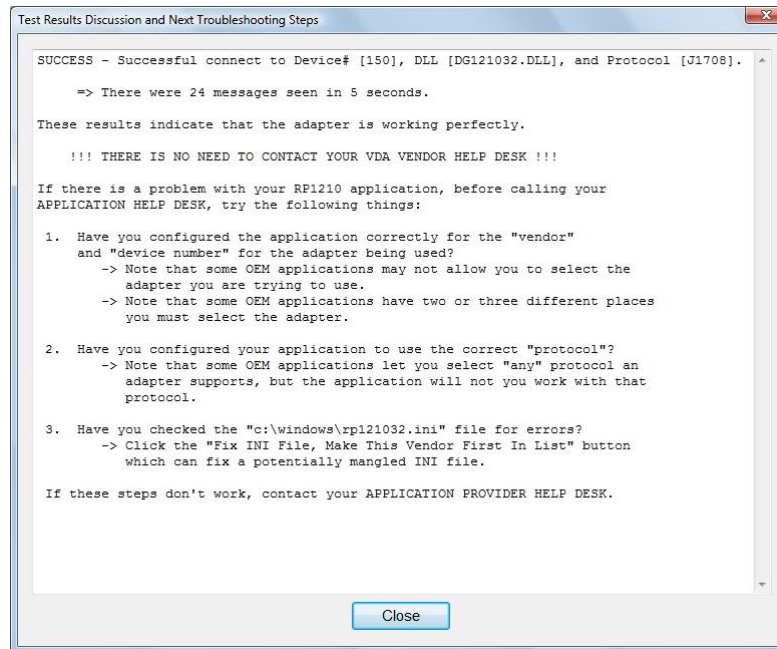 Test Results Discussion and Next Troubleshooting Steps
SUCCESS - Successful connect to Device# [150], DLL [DG121032.DLL], and Protocol [J1708].
=> There were 24 messages seen in 5 seconds.
These results indicate that the adapter is working perfectly.
!!! THERE IS NO NEED TO CONTACT YOUR VDA VENDOR HELP DESK !!!
If there is a problem with your RP1210 application, before calling your
APPLICATION HELP DESK, try the following things:
1. Have you configured the application correctly for the "vendor"
and "device number" for the adapter being used?
-> Note that some OEM applications may not allow you to select the
adapter you are trying to use.
-> Note that some OEM applications have two or three different places
you must select the adapter.
2. Have you configured your application to use the correct "protocol"?
-> Note that some OEM applications let you select "any" protocol an
adapter supports, but the application will not you work with that
protocol.
3. Have you checked the "c:\windows\rp121032.ini" file for errors?
-> Click the "Fix INI File, Make This Vendor First In List" button
which can fix a potentially mangled INI file.
If these steps don't work, contact your APPLICATION PROVIDER HELP DESK.
Close